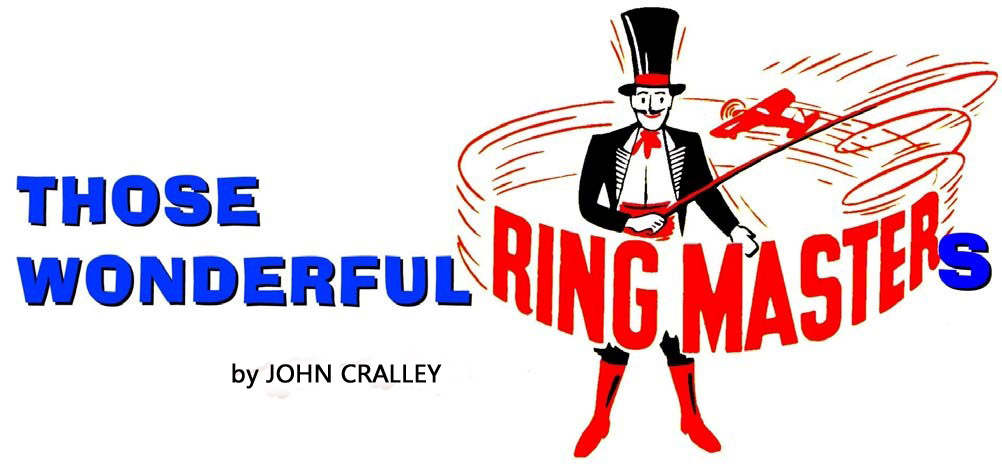 THOSE
WONDERFUL RING MASTERS
by JOHN CRALLEY